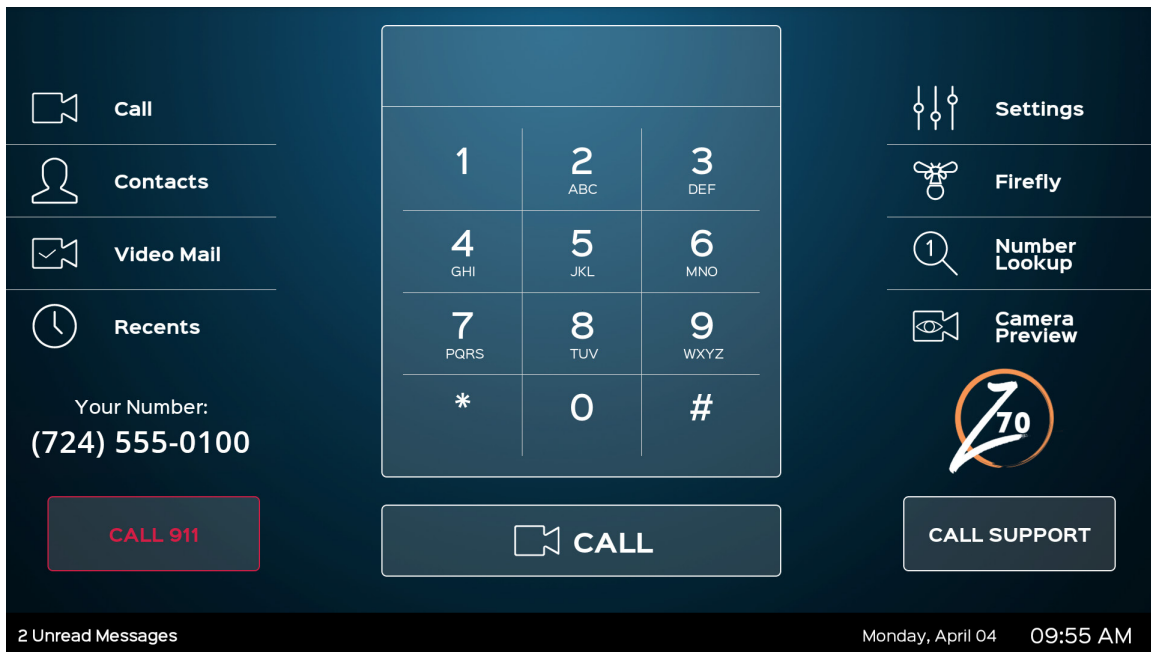 Call
Contacts
Video Mail
Recents
Your Number:
(724) 555-0100
CALL 911
1
2
ABC
3
DEF
4
GHI
5
JKL
6
MNO
7
PQRS
8
TUV
9
WXYZ
*
0
#
CALL
Settings
Firefly
1
Number
Lookup
Camera
Preview
Z70
CALL SUPPORT
2 Unread Messages
Monday, April 04
09:55 AM